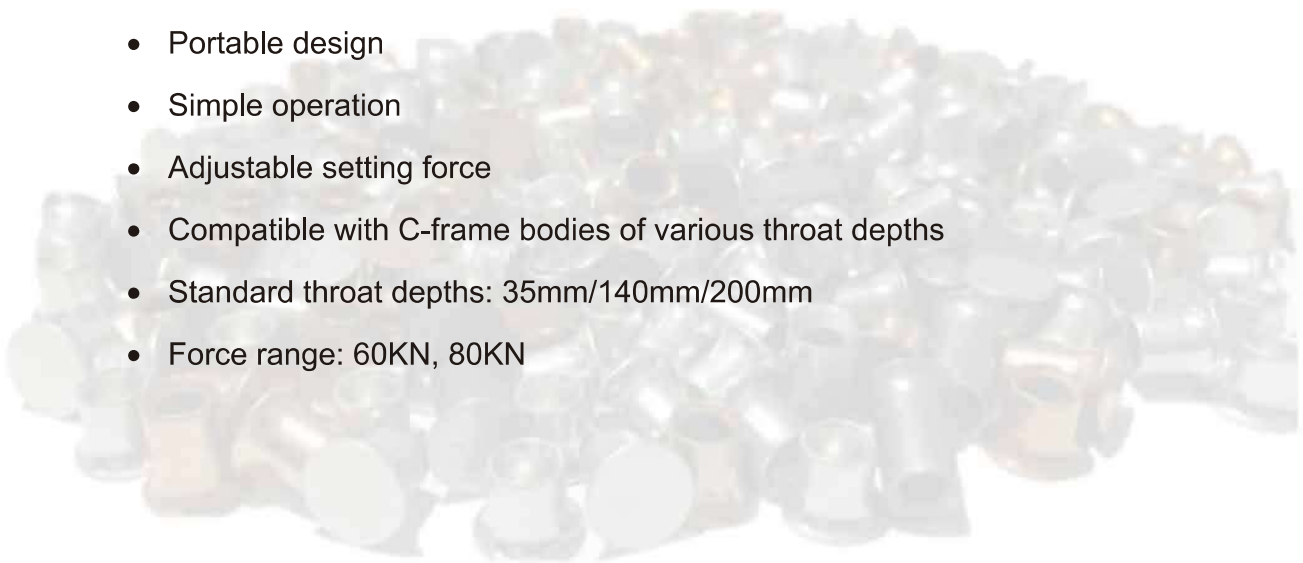 • Portable design
• Simple operation
• Adjustable setting force
• Compatible with C-frame bodies of various throat depths
• Standard throat depths: 35mm/140mm/200mm
• Force range: 60KN, 80KN